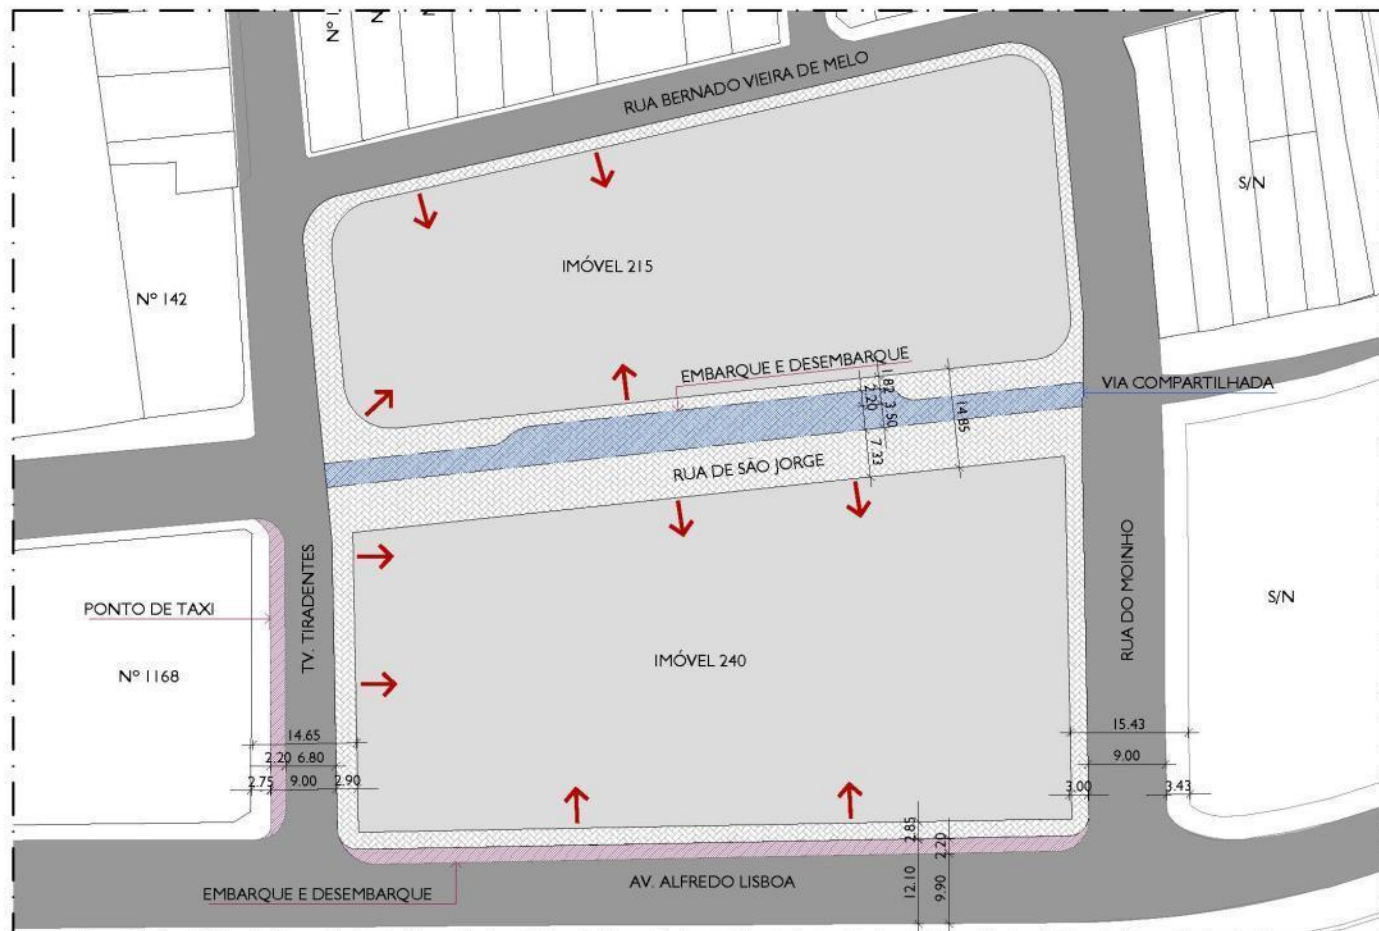 Nº 1
N
RUA BERNADO VIEIRA DE MELO
S/N
IMÓVEL 215
Nº 142
EMBARQUE E DESEMBARQUE
VIA COMPARTILHADA
1.82
2.20
3.50
14.85
7.33
RUA DE SÃO JORGE
TV. TIRADENTES
RUA DO MOINHO
PONTO DE TAXI
S/N
IMÓVEL 240
Nº 1168
14.65
15.43
2.20 6.80
9.00
2.75 9.00 2.90
3.00 3.43
2.85
2.20
12.10
9.90
AV. ALFREDO LISBOA
EMBARQUE E DESEMBARQUE